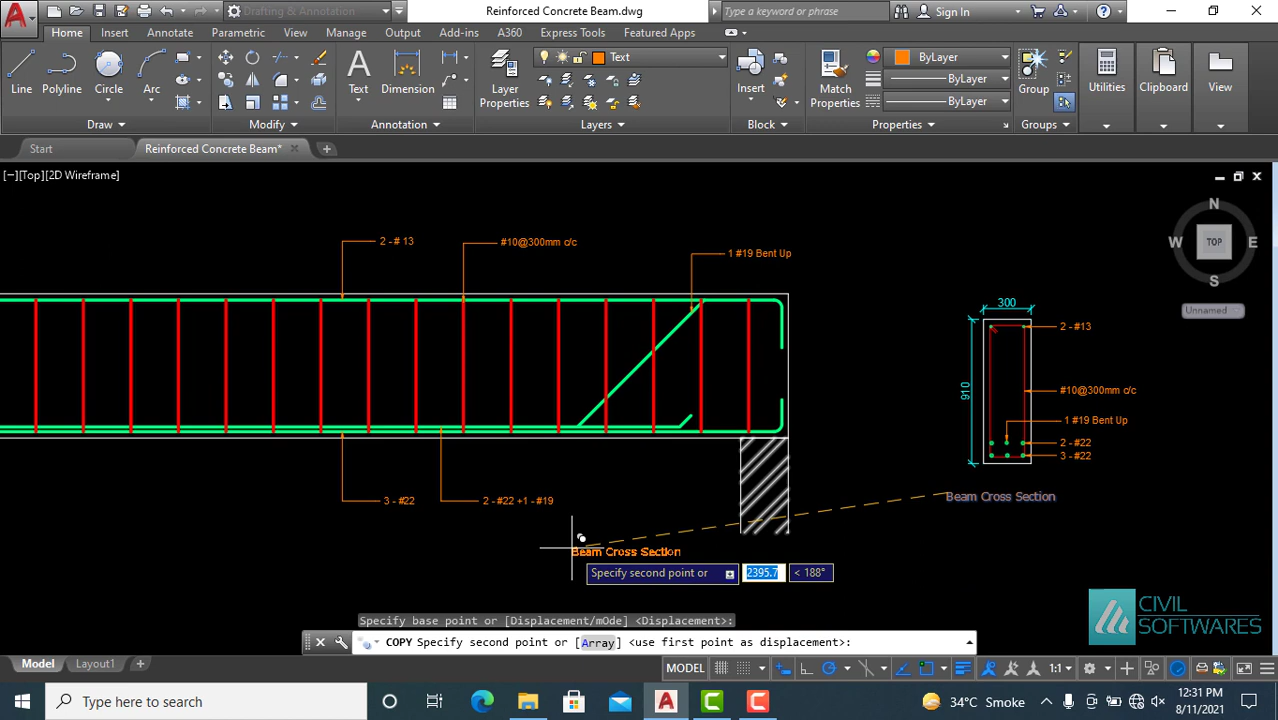 Drafting & Annotation
Reinforced Concrete Beam.dwg
Type a keyword or phrase
Sign In
Home
Insert
Annotate
Parametric
View
Manage
Output
Add-ins
A360
Express Tools
Featured Apps
Line
Polyline
Circle
Arc
Text
Dimension
Layer
Properties
Text
Insert
Match
Properties
ByLayer
ByLayer
ByLayer
Group
Utilities
Clipboard
View
Draw
Modify
Annotation
Layers
Block
Properties
Groups
Start
Reinforced Concrete Beam*
[−][Top][2D Wireframe]
N
W
TOP
E
S
Unnamed
2 - # 13
#10@300mm c/c
1 #19 Bent Up
300
910
2 - #13
#10@300mm c/c
1 #19 Bent Up
2 - #22
3 - #22
Beam Cross Section
3 - #22
2 - #22 +1 - #19
Beam Cross Section
Specify second point or
2395.7
< 188°
CIVIL
SOFTWARES
Specify base point or [Displacement/mOde] <Displacement>:
COPY Specify second point or [Array] <use first point as displacement>:
Model
Layout1
MODEL
1:1
Type here to search
34°C Smoke
12:31 PM
8/11/2021